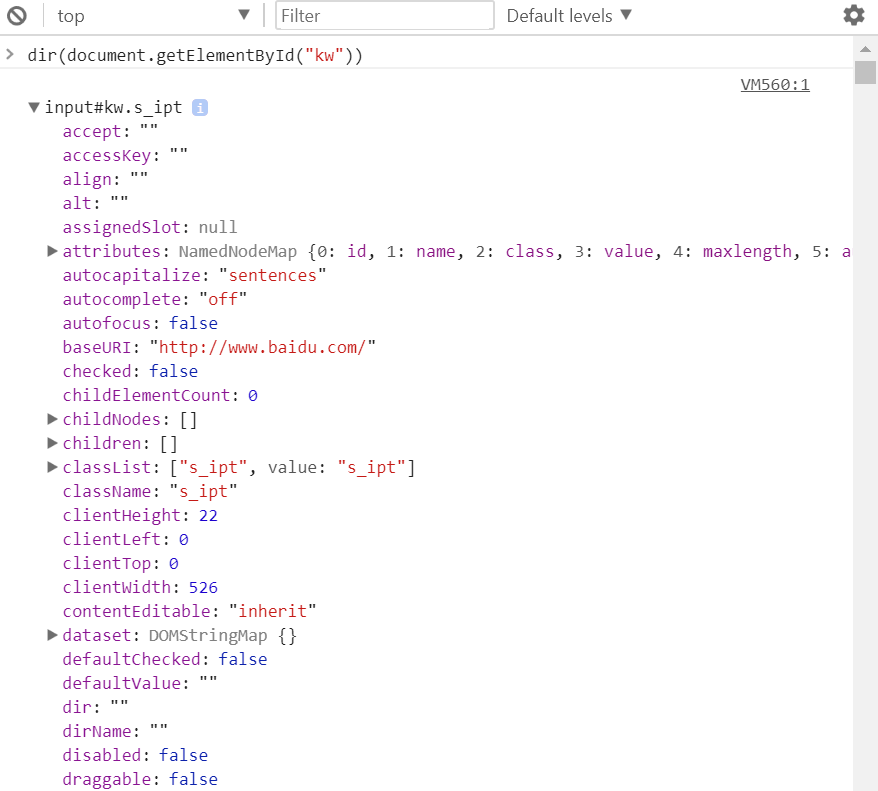 top Filter Default levels
dir(document.getElementById("kw"))
VM560:1
input#kw.s_ipt i
accept: ""
accessKey: ""
align: ""
alt: ""
assignedSlot: null
attributes: NamedNodeMap {0: id, 1: name, 2: class, 3: value, 4: maxlength, 5: a
autocapitalize: "sentences"
autocomplete: "off"
autofocus: false
baseURI: "http://www.baidu.com/"
checked: false
childElementCount: 0
childNodes: []
children: []
classList: ["s_ipt", value: "s_ipt"]
className: "s_ipt"
clientHeight: 22
clientLeft: 0
clientTop: 0
clientWidth: 526
contentEditable: "inherit"
dataset: DOMStringMap {}
defaultChecked: false
defaultValue: ""
dir: ""
dirName: ""
disabled: false
draggable: false